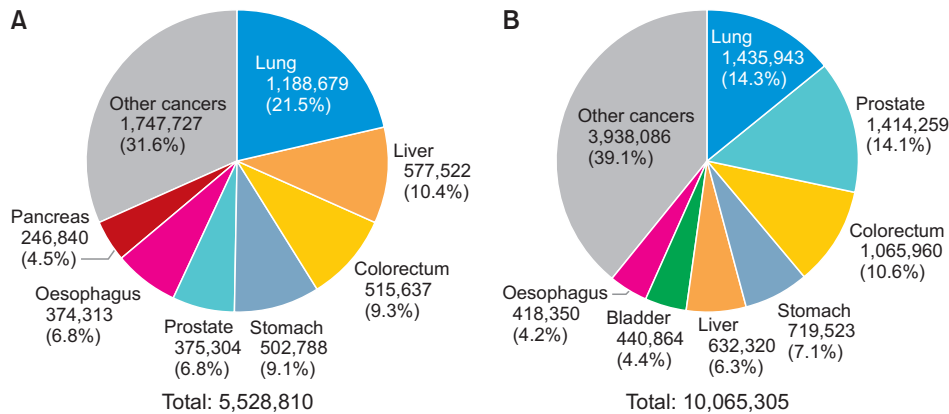 A
Lung
1,188,679
(21.5%)
Liver
577,522
(10.4%)
Colorectum
515,637
(9.3%)
Stomach
502,788
(9.1%)
Prostate
375,304
(6.8%)
Oesophagus
374,313
(6.8%)
Pancreas
246,840
(4.5%)
Other cancers
1,747,727
(31.6%)
Total: 5,528,810
B
Lung
1,435,943
(14.3%)
Prostate
1,414,259
(14.1%)
Colorectum
1,065,960
(10.6%)
Stomach
719,523
(7.1%)
Liver
632,320
(6.3%)
Bladder
440,864
(4.4%)
Oesophagus
418,350
(4.2%)
Other cancers
3,938,086
(39.1%)
Total: 10,065,305